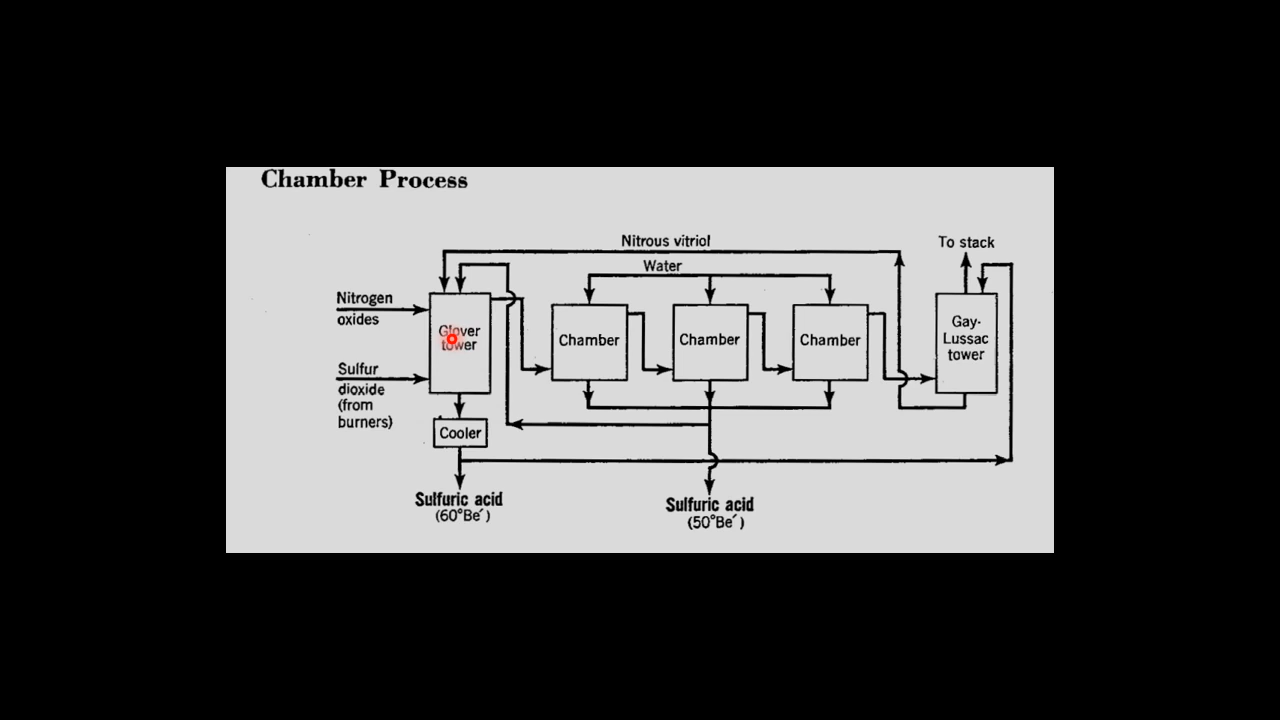 Chamber Process
Nitrous vitriol
To stack
Water
Nitrogen
oxides
Glover
tower
Chamber
Chamber
Chamber
Gay-
Lussac
tower
Sulfur
dioxide
(from
burners)
Cooler
Sulfuric acid
(60°Be´)
Sulfuric acid
(50°Be´)